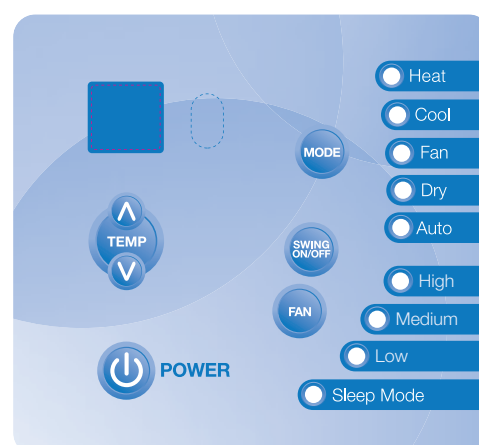 Heat
Cool
MODE
Fan
Dry
TEMP
Auto
SWING
ON/OFF
High
FAN
Medium
Low
POWER
Sleep Mode